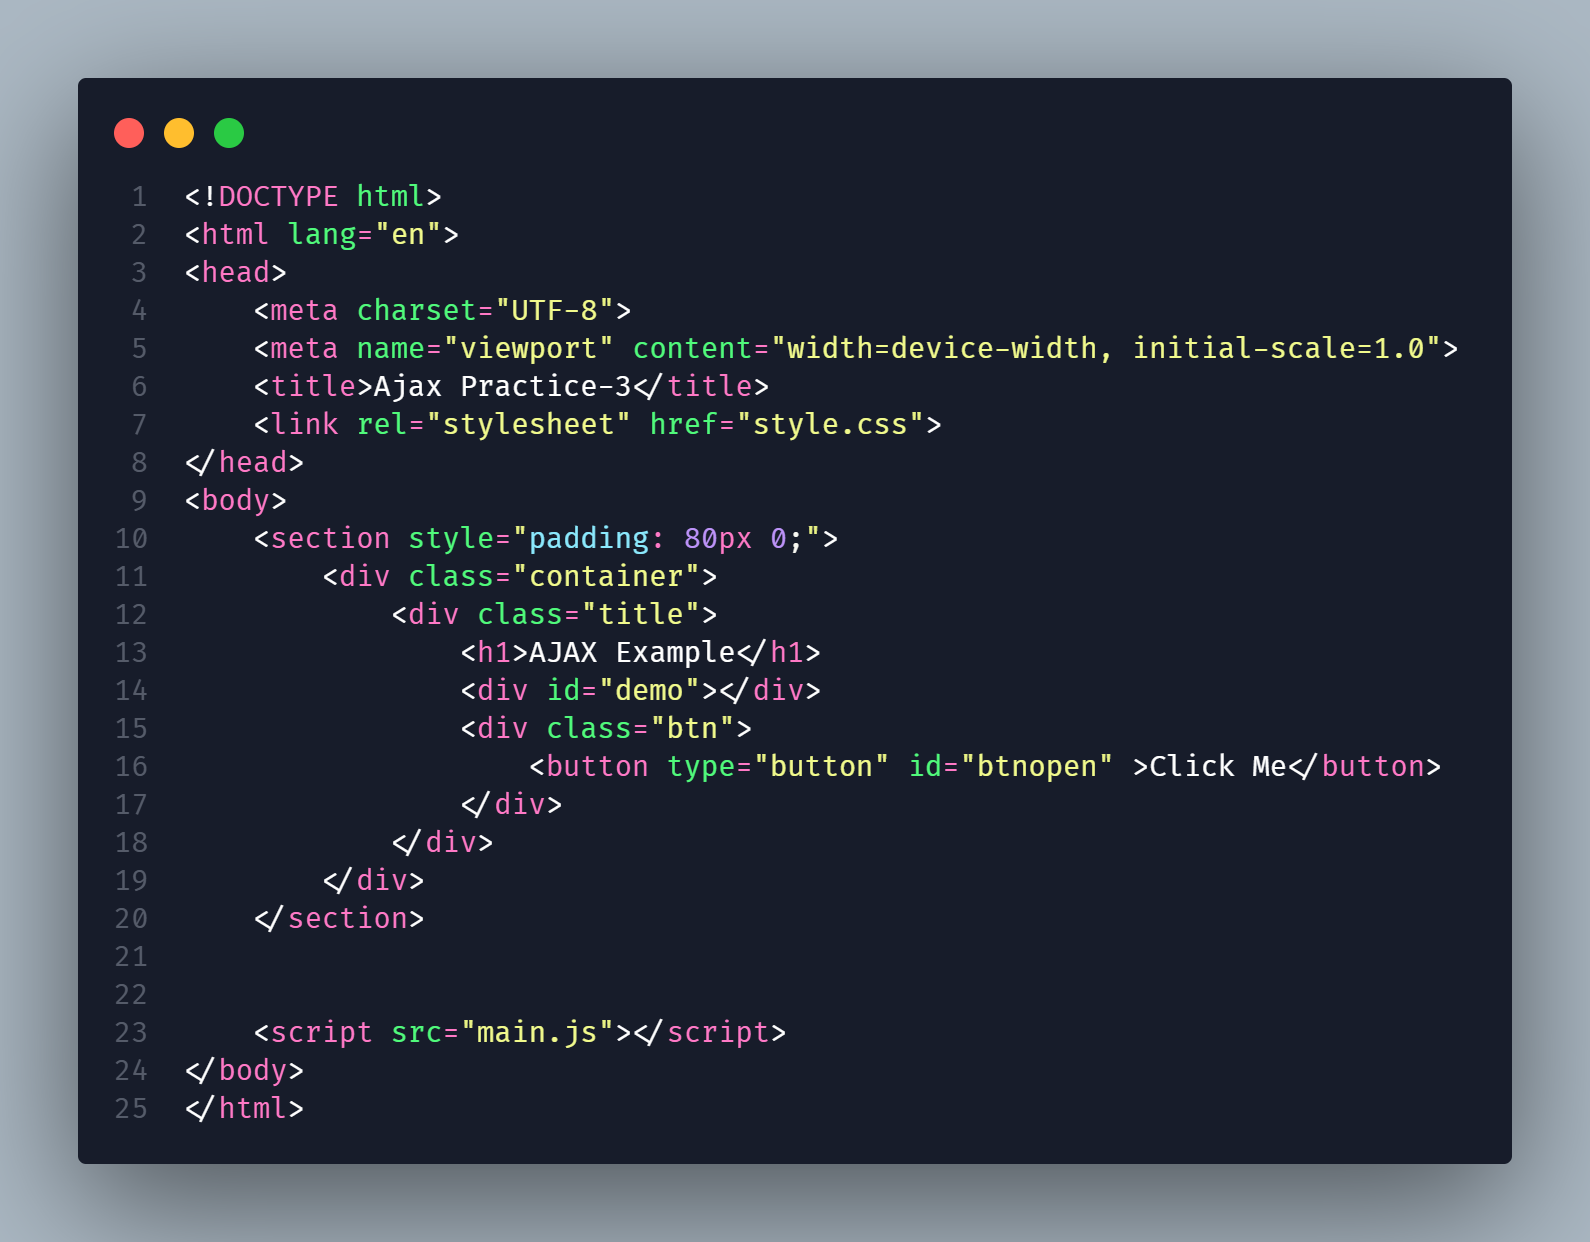 1 <!DOCTYPE html>
2 <html lang="en">
3 <head>
4     <meta charset="UTF-8">
5     <meta name="viewport" content="width=device-width, initial-scale=1.0">
6     <title>Ajax Practice-3</title>
7     <link rel="stylesheet" href="style.css">
8 </head>
9 <body>
10     <section style="padding: 80px 0;">
11         <div class="container">
12             <div class="title">
13                 <h1>AJAX Example</h1>
14                 <div id="demo"></div>
15                 <div class="btn">
16                     <button type="button" id="btnopen" >Click Me</button>
17                 </div>
18             </div>
19         </div>
20     </section>
21
22
23     <script src="main.js"></script>
24 </body>
25 </html>